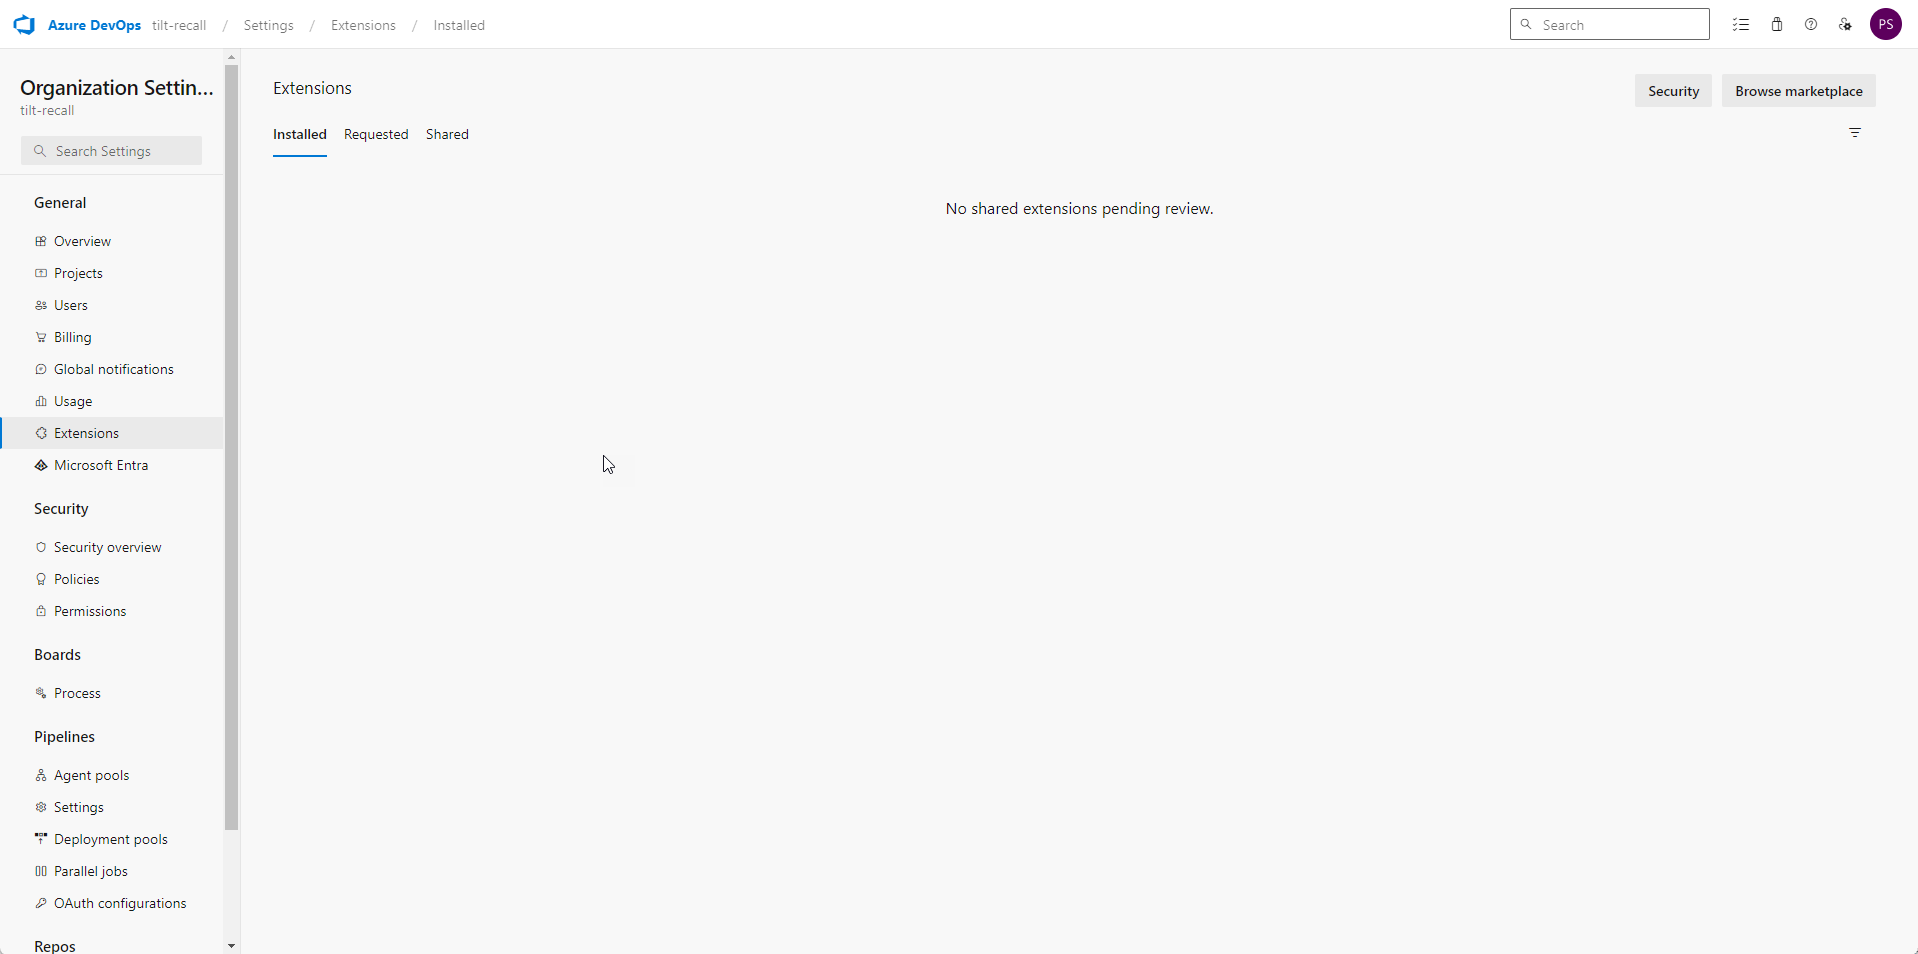 Azure DevOps tilt-recall / Settings / Extensions / Installed
Search
PS
Organization Settin...
tilt-recall
Search Settings
General
Overview
Projects
Users
Billing
Global notifications
Usage
Extensions
Microsoft Entra
Security
Security overview
Policies
Permissions
Boards
Process
Pipelines
Agent pools
Settings
Deployment pools
Parallel jobs
OAuth configurations
Repos
Extensions
Security
Browse marketplace
Installed Requested Shared
No shared extensions pending review.